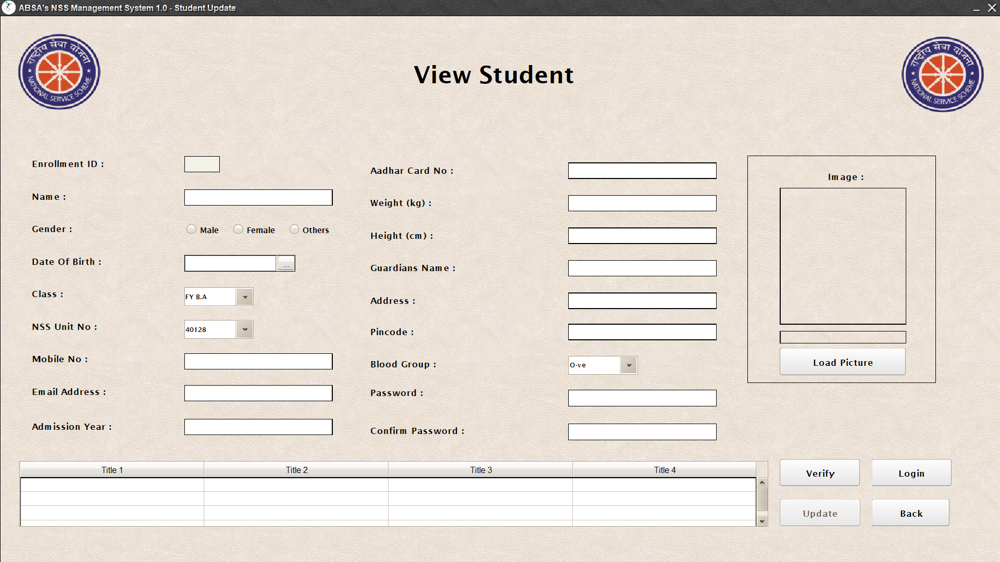 ABSA's NSS Management System 1.0 - Student Update
राष्ट्रीय सेवा योजना
NATIONAL SERVICE SCHEME
View Student
राष्ट्रीय सेवा योजना
NATIONAL SERVICE SCHEME
Enrollment ID :
Name :
Gender :
Male
Female
Others
Date Of Birth :
...
Class :
FY B.A
NSS Unit No :
40128
Mobile No :
Email Address :
Admission Year :
Aadhar Card No :
Weight (kg) :
Height (cm) :
Guardians Name :
Address :
Pincode :
Blood Group :
O-ve
Password :
Confirm Password :
Image :
Load Picture
Title 1
Title 2
Title 3
Title 4
Verify
Login
Update
Back